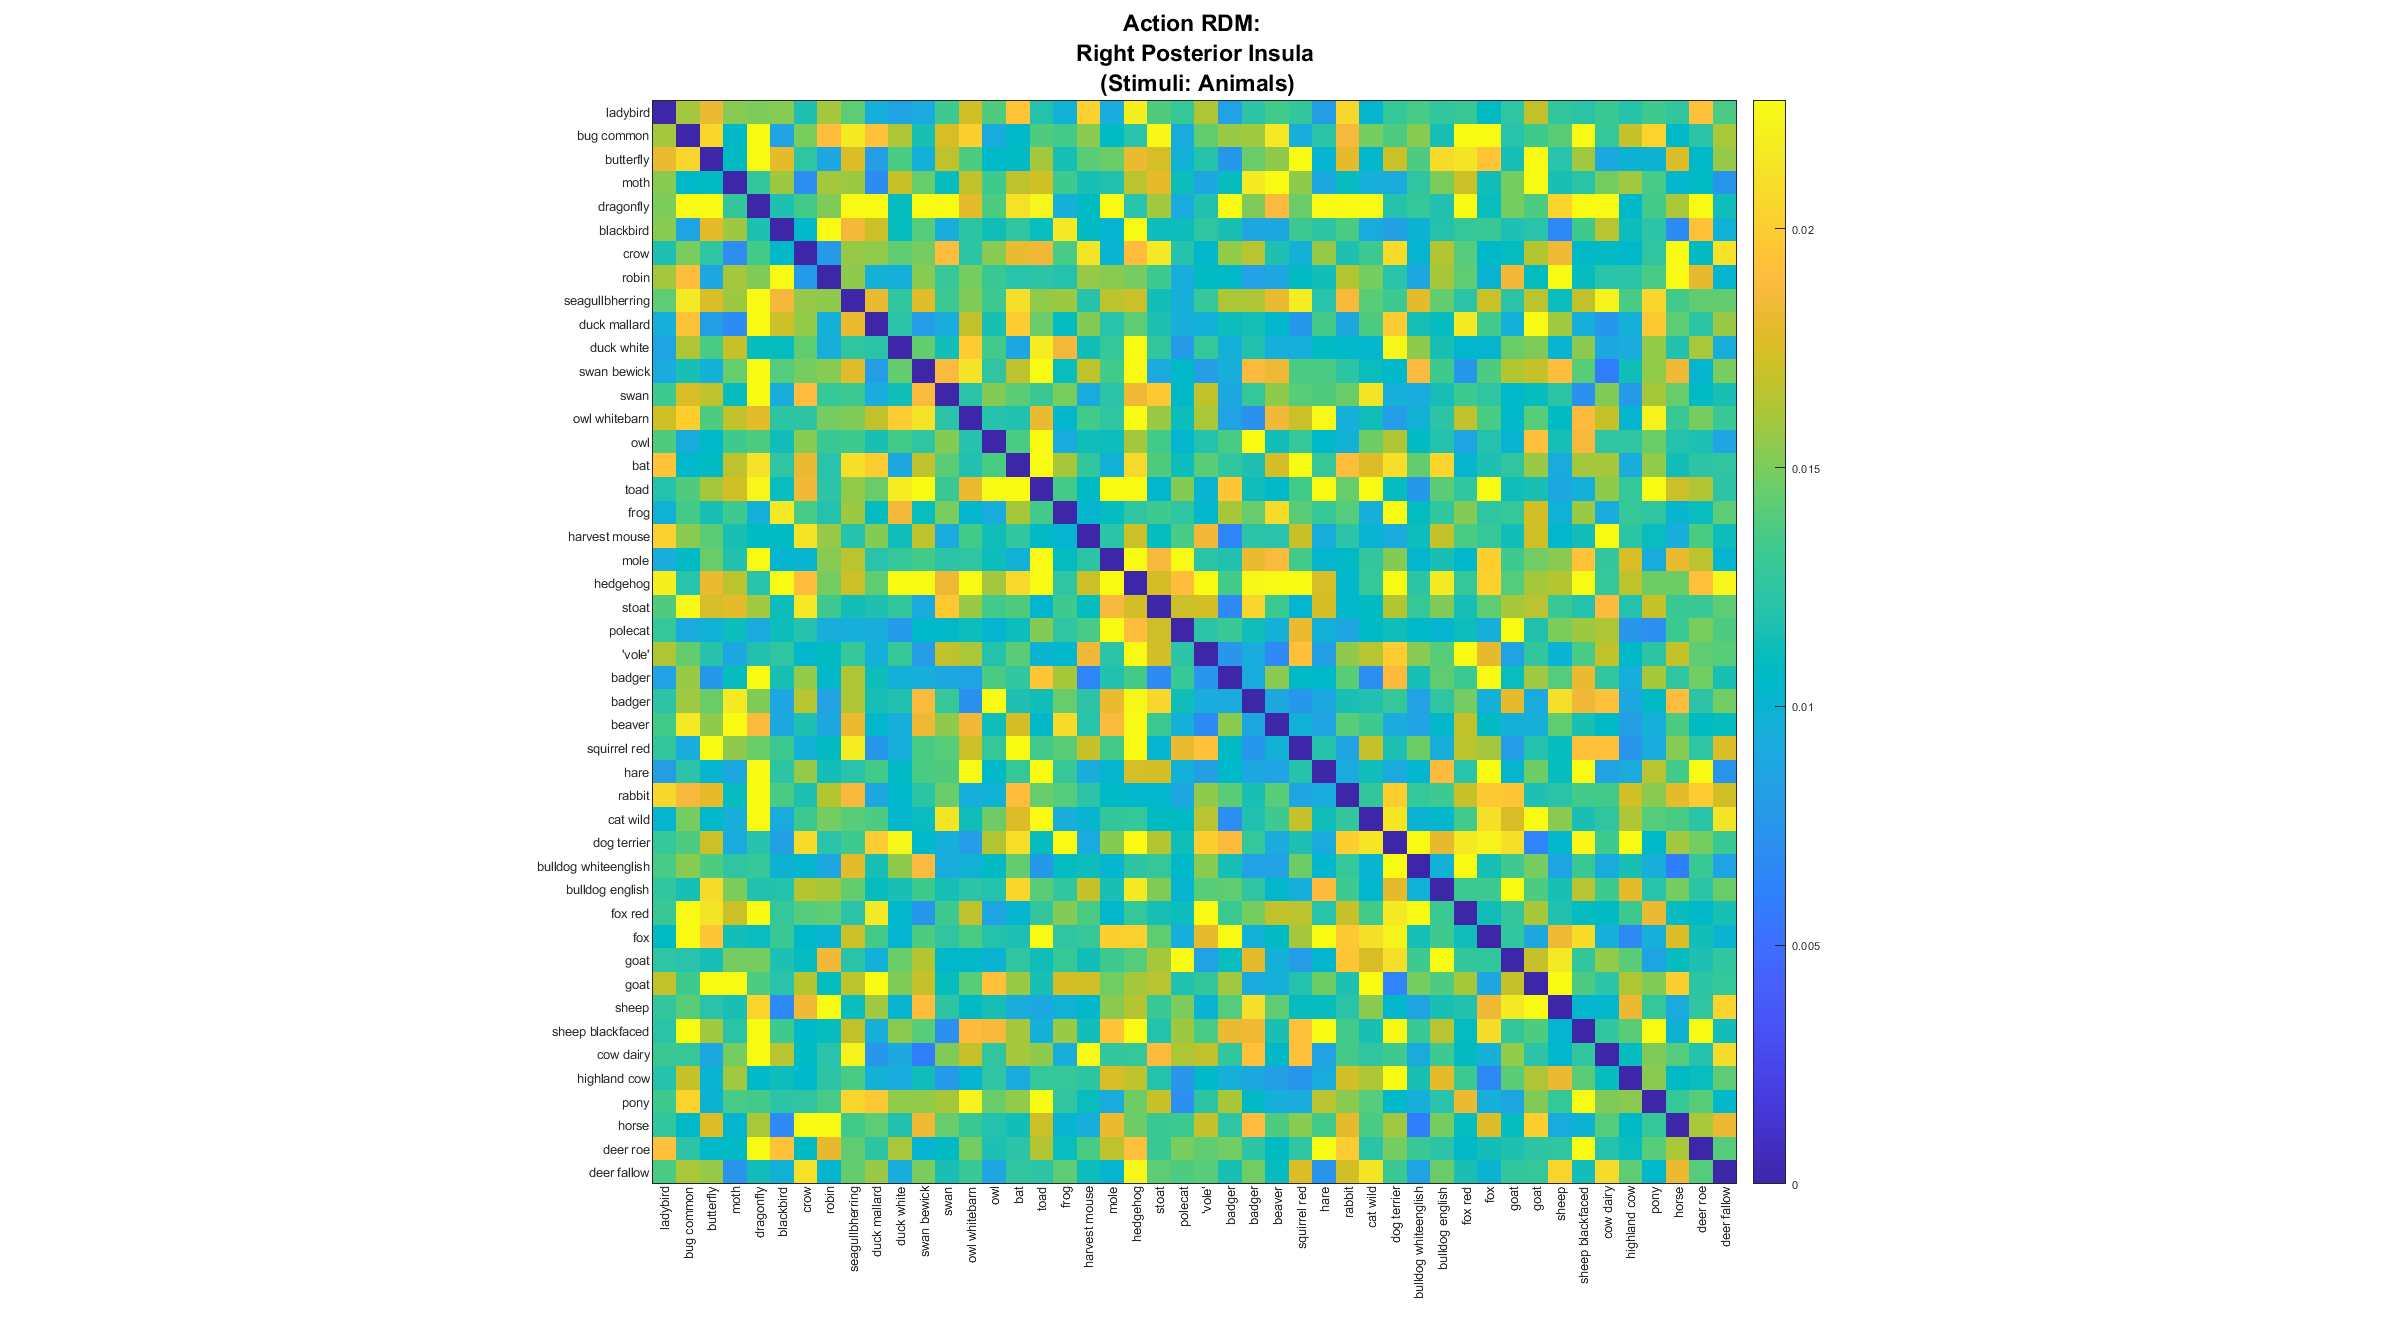 Action RDM:
Right Posterior Insula
(Stimuli: Animals)
ladybird
bug common
butterfly
moth
dragonfly
blackbird
crow
robin
seagullbherring
duck mallard
duck white
swan bewick
swan
owl whitebarn
owl
bat
toad
frog
harvest mouse
mole
hedgehog
stoat
polecat
'vole'
badger
badger
beaver
squirrel red
hare
rabbit
cat wild
dog terrier
bulldog whiteenglish
bulldog english
fox red
fox
goat
goat
sheep
sheep blackfaced
cow dairy
highland cow
pony
horse
deer roe
deer fallow
ladybird
bug common
butterfly
moth
dragonfly
blackbird
crow
robin
seagullbherring
duck mallard
duck white
swan bewick
swan
owl whitebarn
owl
bat
toad
frog
harvest mouse
mole
hedgehog
stoat
polecat
'vole'
badger
badger
beaver
squirrel red
hare
rabbit
cat wild
dog terrier
bulldog whiteenglish
bulldog english
fox red
fox
goat
goat
sheep
sheep blackfaced
cow dairy
highland cow
pony
horse
deer roe
deer fallow
0.02
0.015
0.01
0.005
0